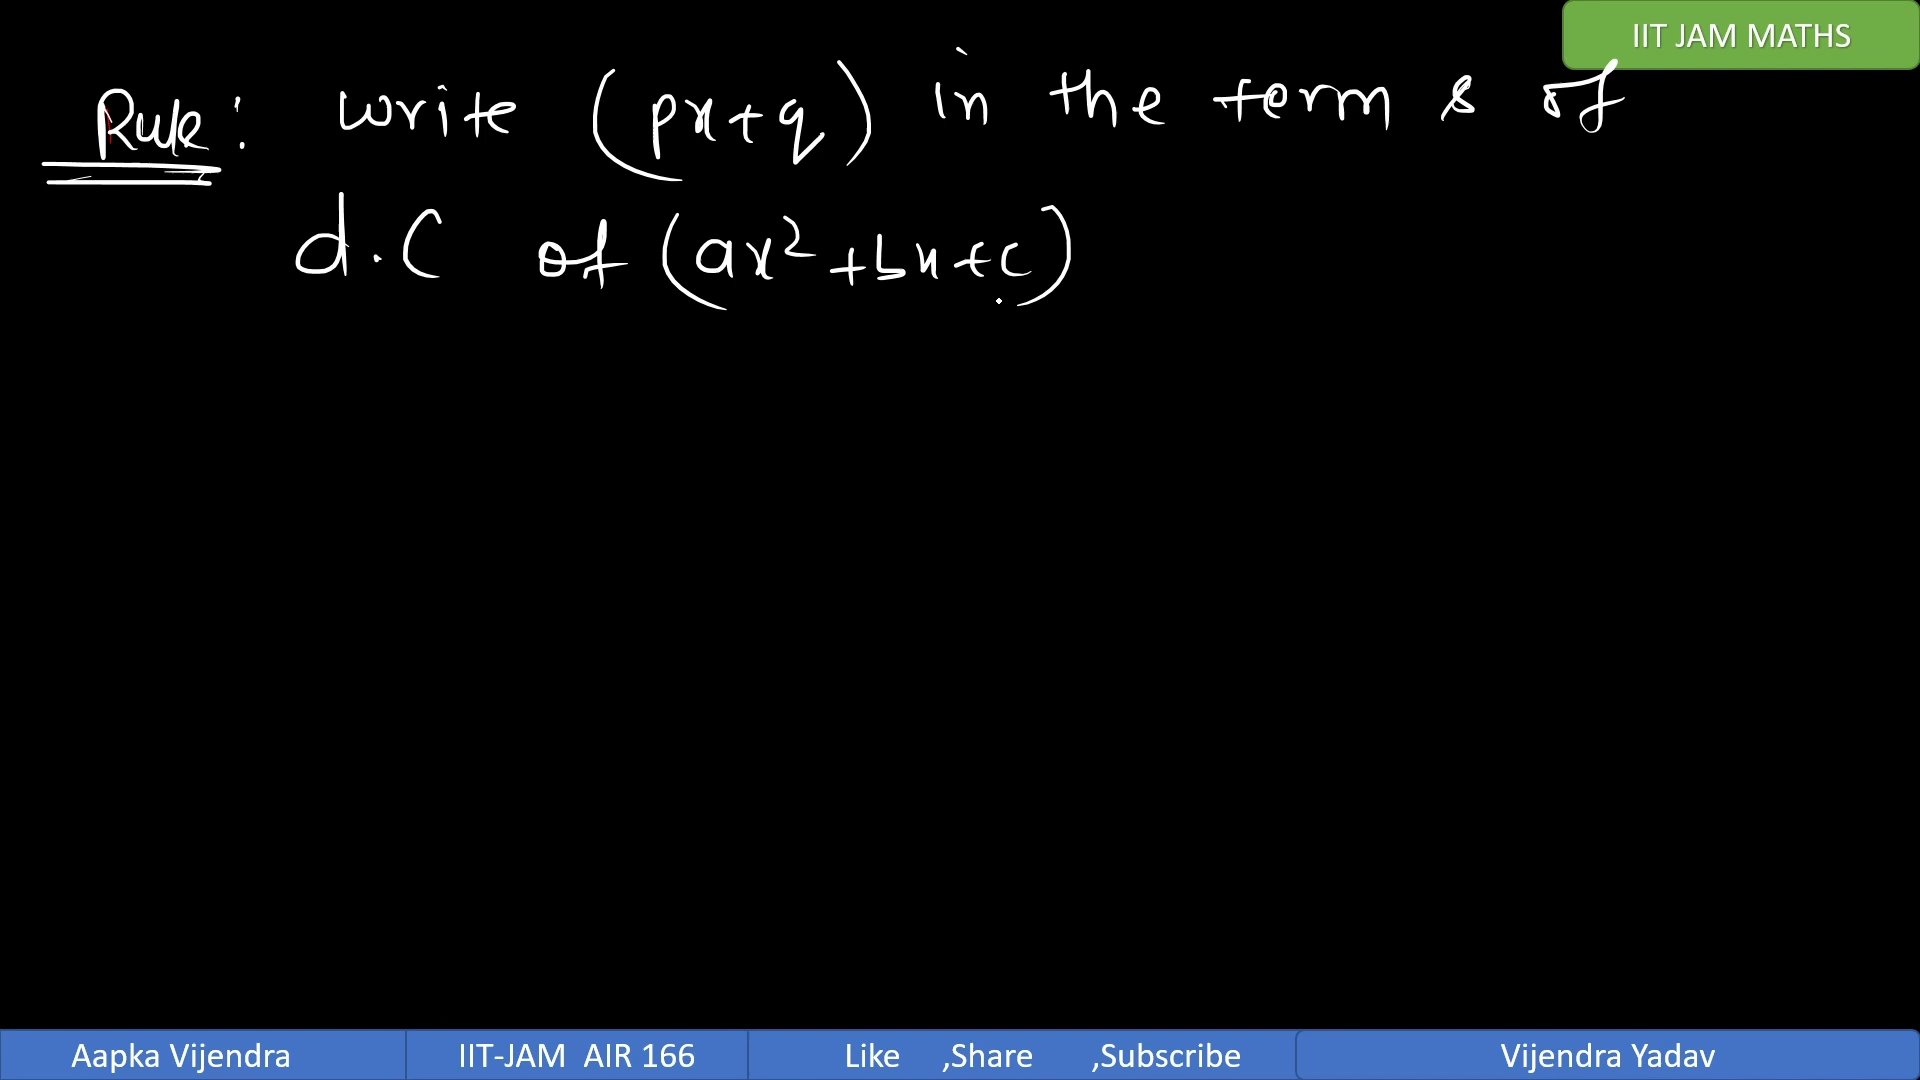 IIT JAM MATHS
Rule: write (px+q) in the terms of
d.C of (ax²+bx+c)
Aapka Vijendra IIT-JAM AIR 166 Like ,Share ,Subscribe Vijendra Yadav